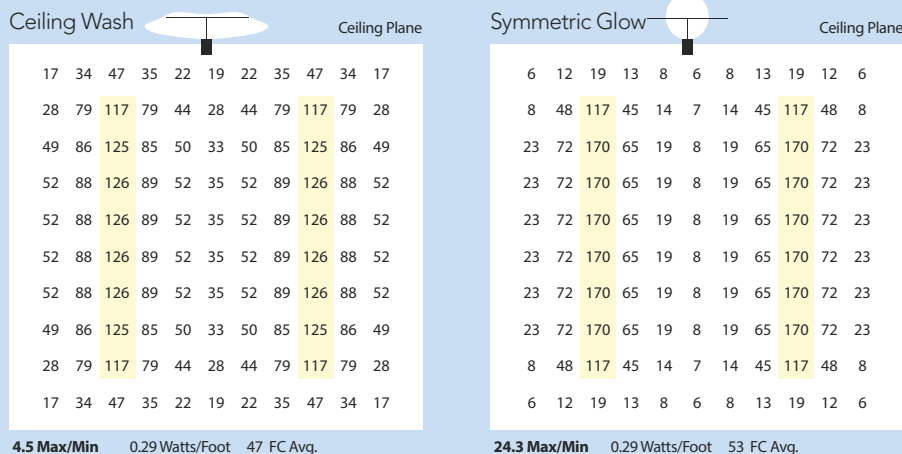 Ceiling Wash
Ceiling Plane
17 34 47 35 22 19 22 35 47 34 17
28 79 117 79 44 28 44 79 117 79 28
49 86 125 85 50 33 50 85 125 86 49
52 88 126 89 52 35 52 89 126 88 52
52 88 126 89 52 35 52 89 126 88 52
52 88 126 89 52 35 52 89 126 88 52
52 88 126 89 52 35 52 89 126 88 52
49 86 125 85 50 33 50 85 125 86 49
28 79 117 79 44 28 44 79 117 79 28
17 34 47 35 22 19 22 35 47 34 17
4.5 Max/Min 0.29 Watts/Foot 47 FC Avg.
Symmetric Glow
Ceiling Plane
6 12 19 13 8 6 8 13 19 12 6
8 48 117 45 14 7 14 45 117 48 8
23 72 170 65 19 8 19 65 170 72 23
23 72 170 65 19 8 19 65 170 72 23
23 72 170 65 19 8 19 65 170 72 23
23 72 170 65 19 8 19 65 170 72 23
23 72 170 65 19 8 19 65 170 72 23
23 72 170 65 19 8 19 65 170 72 23
8 48 117 45 14 7 14 45 117 48 8
6 12 19 13 8 6 8 13 19 12 6
24.3 Max/Min 0.29 Watts/Foot 53 FC Avg.